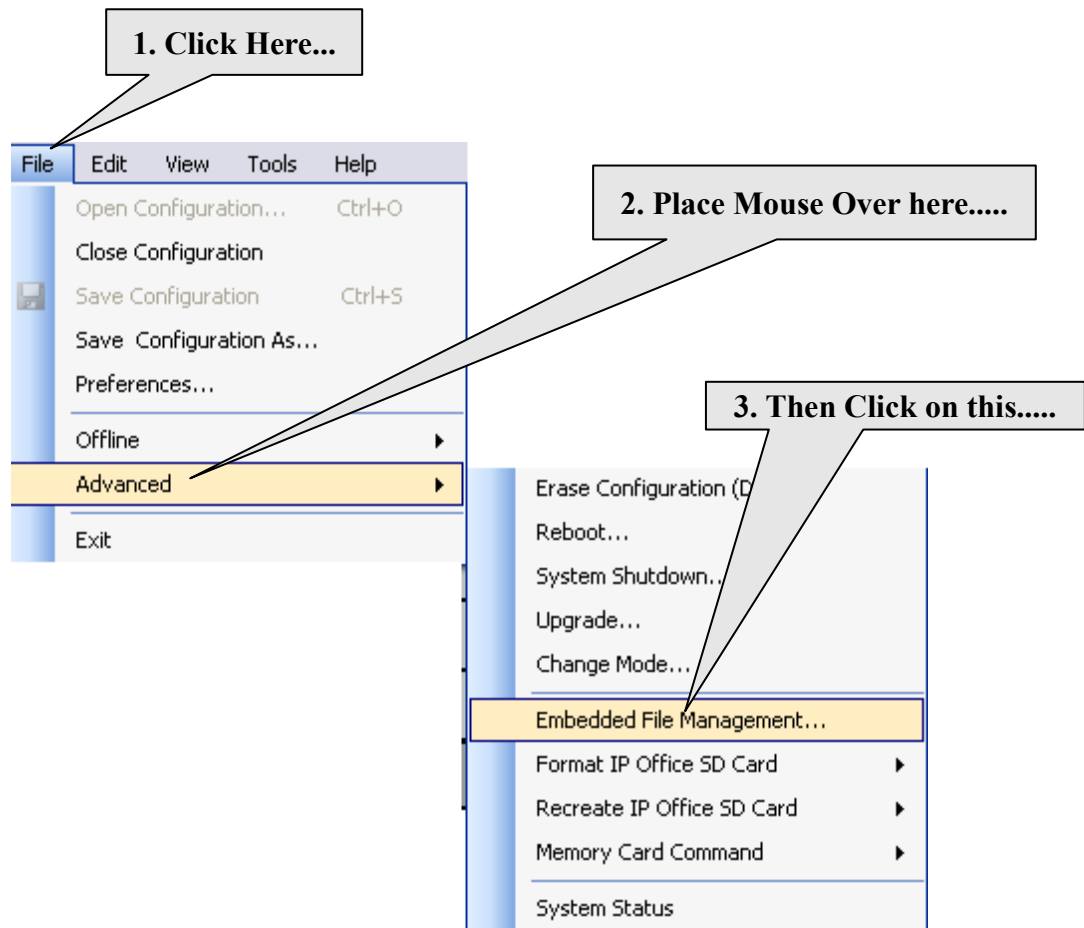 1. Click Here...
File Edit View Tools Help
2. Place Mouse Over here.....
Open Configuration... Ctrl+O
Close Configuration
Save Configuration Ctrl+S
Save Configuration As...
Preferences...
3. Then Click on this.....
Offline
Advanced
Exit
Erase Configuration (D
Reboot...
System Shutdown..
Upgrade...
Change Mode...
Embedded File Management...
Format IP Office SD Card
Recreate IP Office SD Card
Memory Card Command
System Status